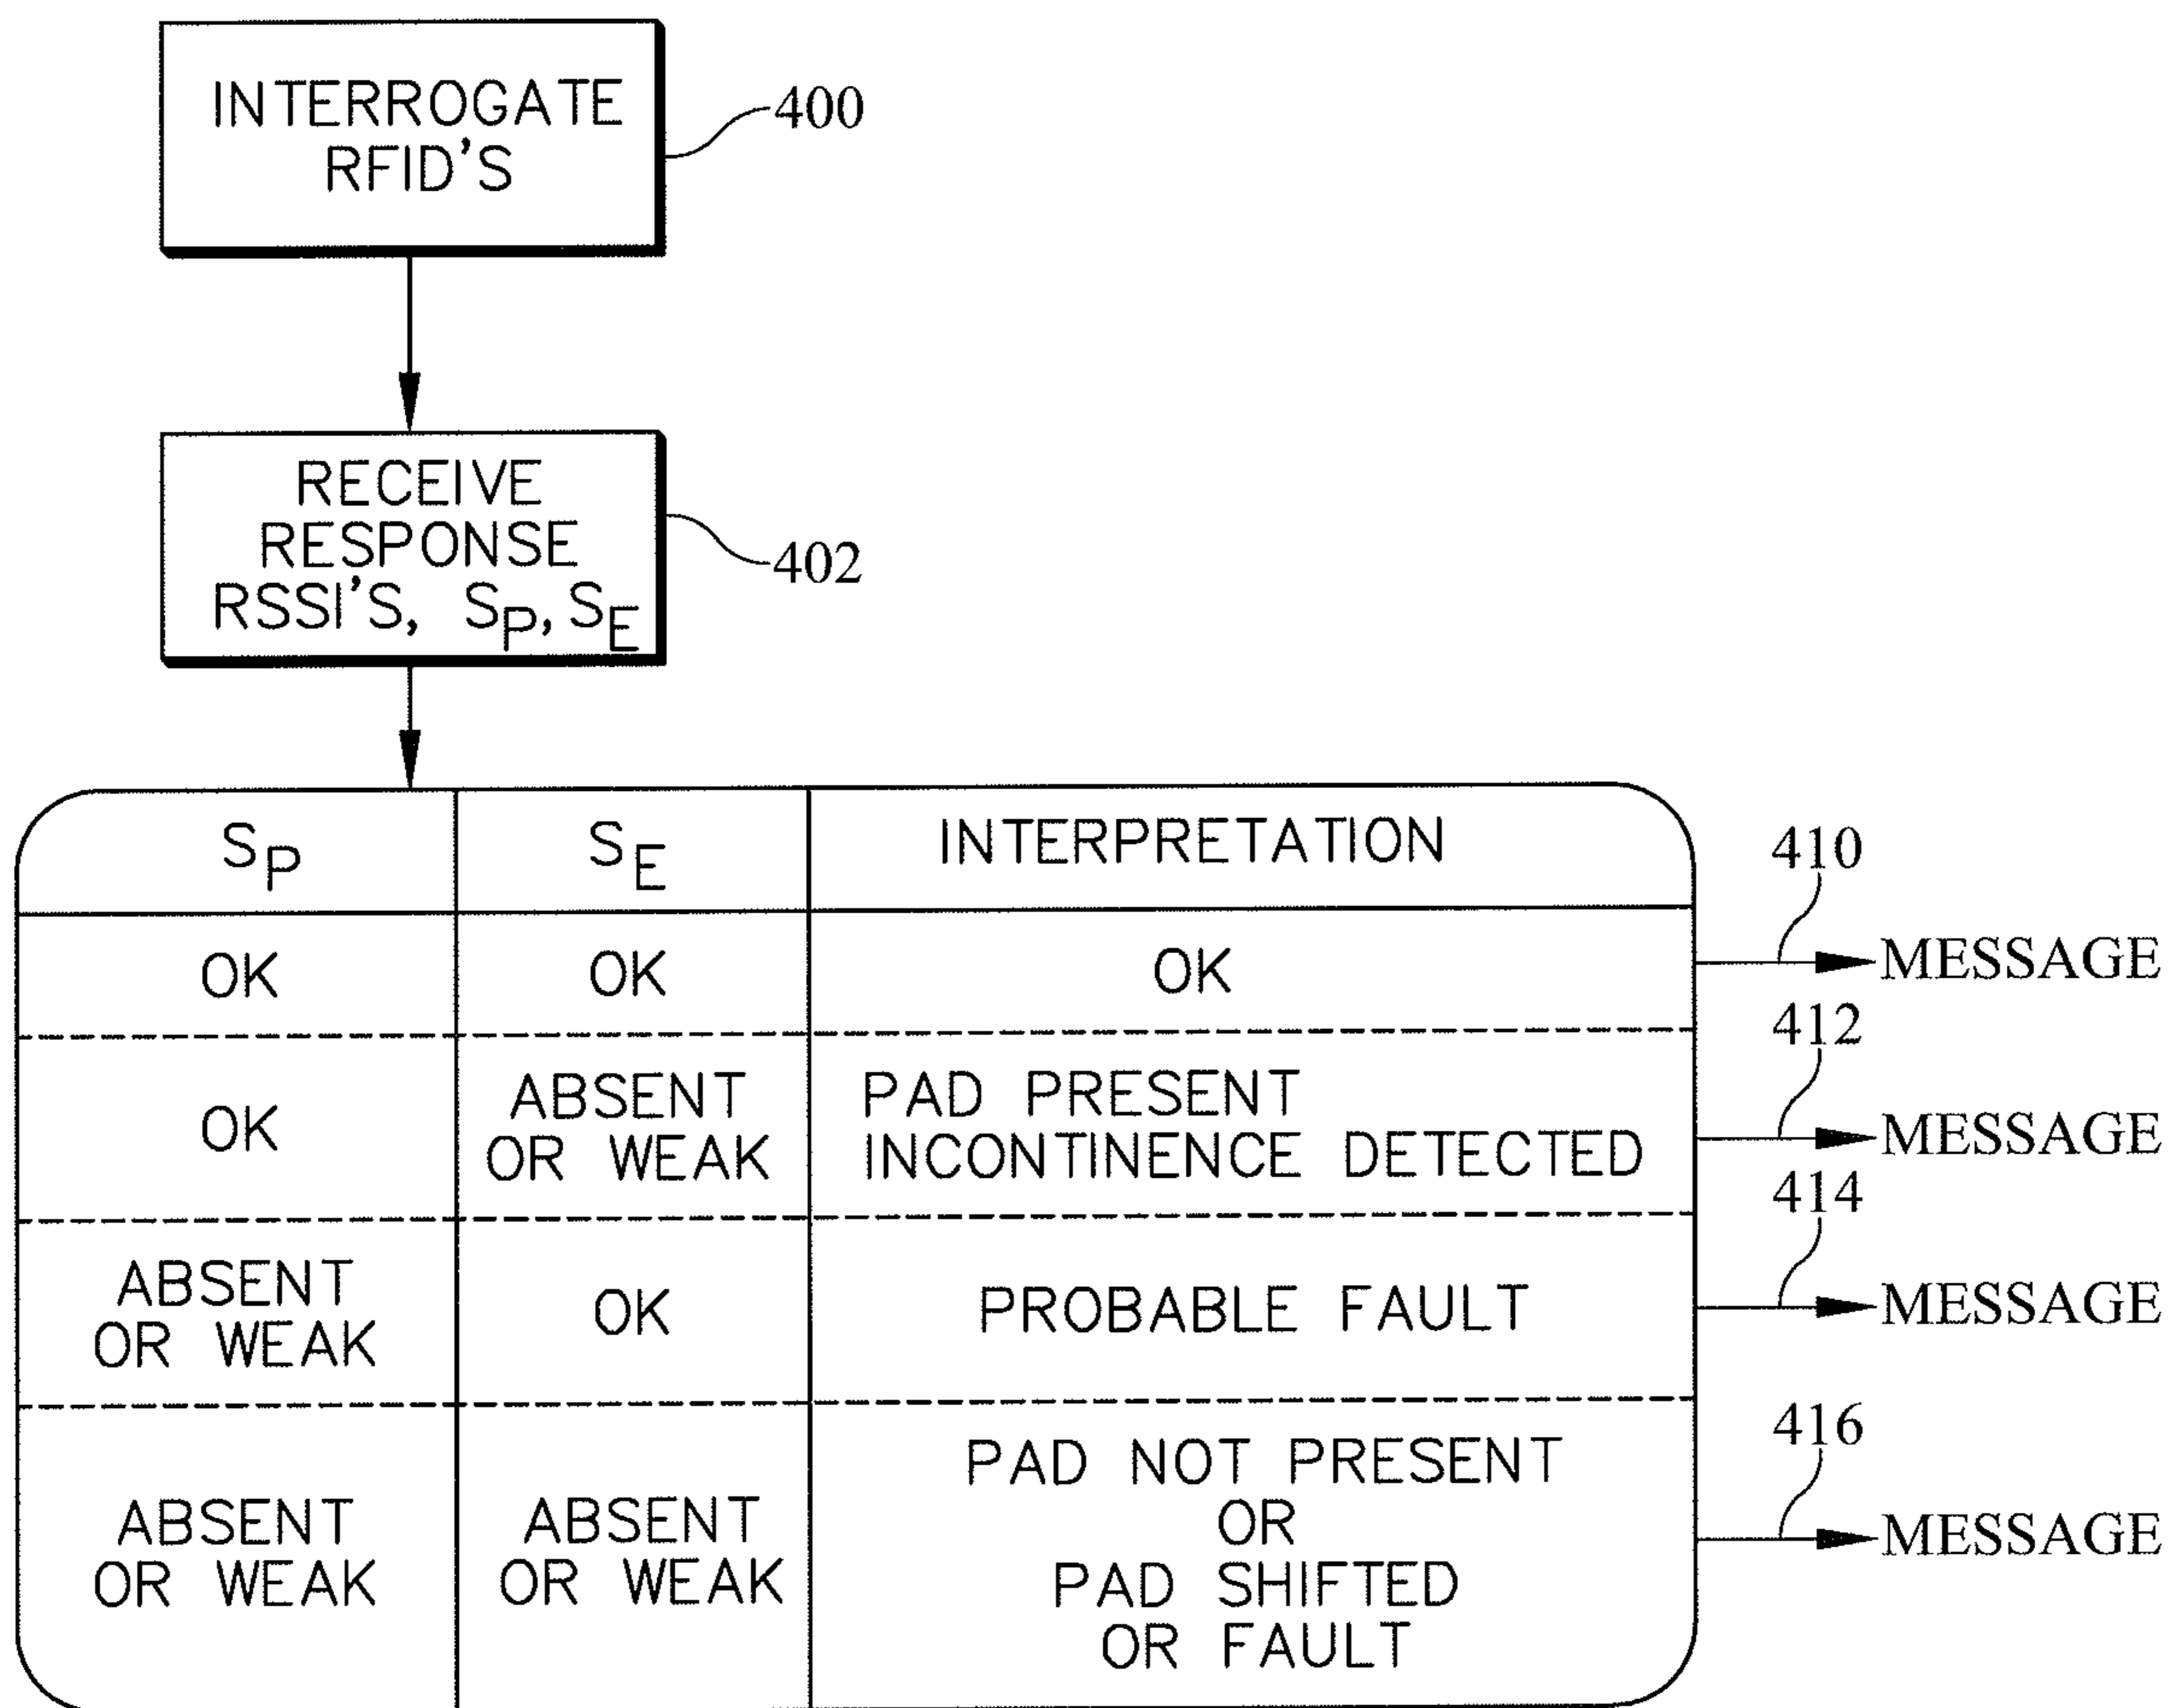 INTERROGATE
RFID'S
400
RECEIVE
RESPONSE
RSSI'S, SP, SE
402
SP SE INTERPRETATION
410
OK OK OK MESSAGE
412
OK ABSENT OR WEAK PAD PRESENT INCONTINENCE DETECTED MESSAGE
414
ABSENT OR WEAK OK PROBABLE FAULT MESSAGE
416
ABSENT OR WEAK ABSENT OR WEAK PAD NOT PRESENT OR PAD SHIFTED OR FAULT MESSAGE